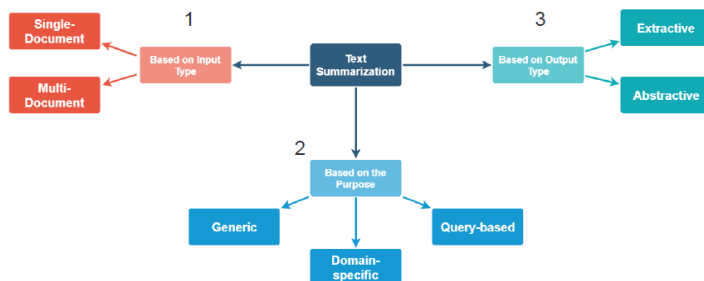 1
3
Single-
Document
Multi-
Document
Based on Input
Type
Text
Summarization
Based on Output
Type
Extractive
Abstractive
2
Based on the
Purpose
Generic
Domain-
specific
Query-based